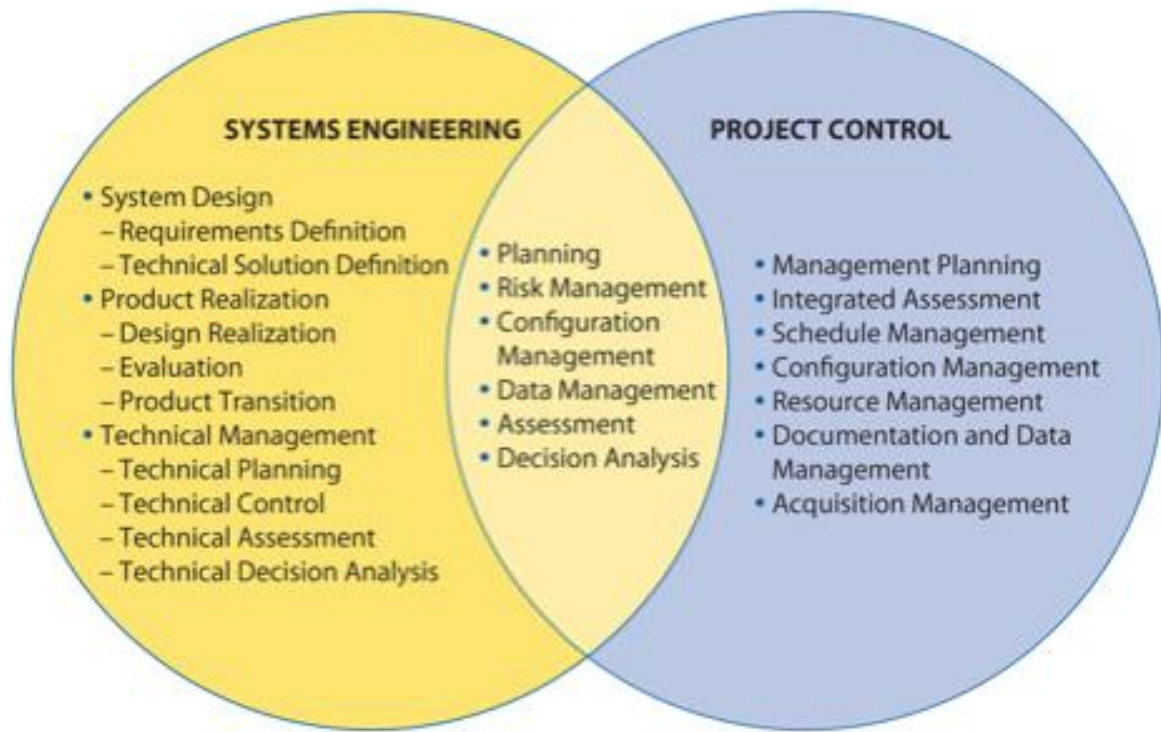 SYSTEMS ENGINEERING
• System Design
– Requirements Definition
– Technical Solution Definition
• Product Realization
– Design Realization
– Evaluation
– Product Transition
• Technical Management
– Technical Planning
– Technical Control
– Technical Assessment
– Technical Decision Analysis
• Planning
• Risk Management
• Configuration
Management
• Data Management
• Assessment
• Decision Analysis
PROJECT CONTROL
• Management Planning
• Integrated Assessment
• Schedule Management
• Configuration Management
• Resource Management
• Documentation and Data
Management
• Acquisition Management